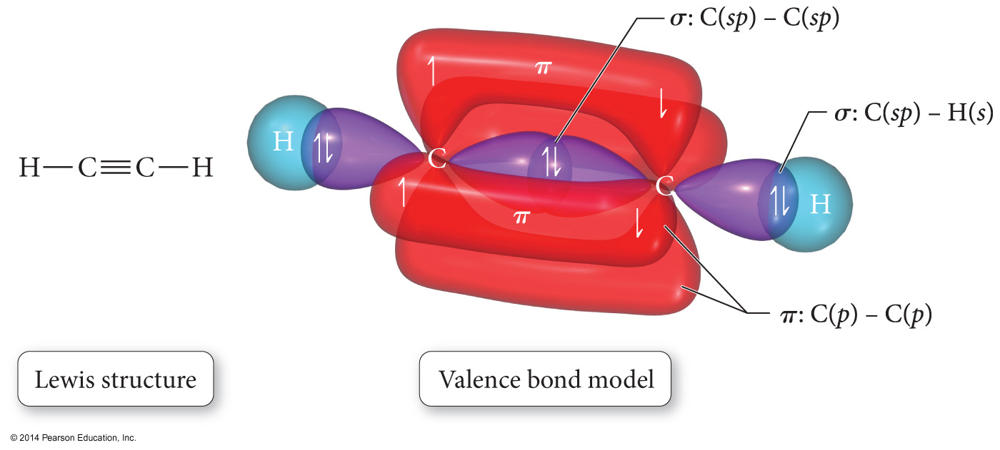 σ: C(sp) – C(sp)
π
σ: C(sp) – H(s)
H
C
H—C≡C—H
C
H
π
π: C(p) – C(p)
Lewis structure
Valence bond model
© 2014 Pearson Education, Inc.